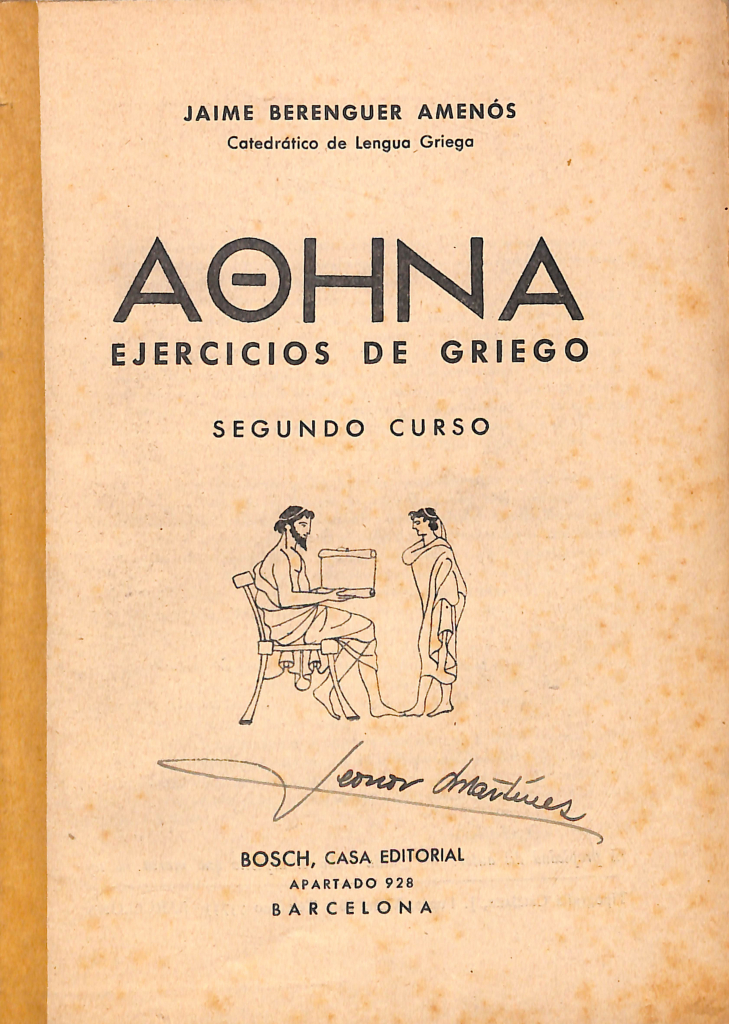 JAIME BERENGUER AMENÓS
Catedrático de Lengua Griega
ΑΘΗΝΑ
EJERCICIOS DE GRIEGO
SEGUNDO CURSO
Leonor Martínes
BOSCH, CASA EDITORIAL
APARTADO 928
BARCELONA